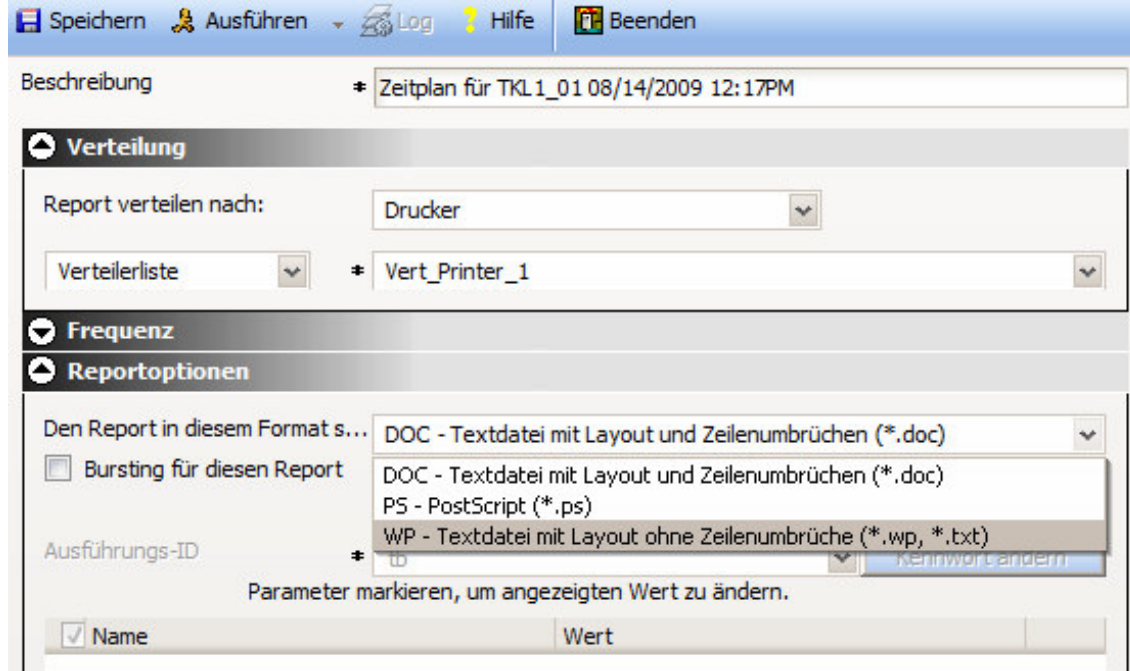 Speichern Ausführen Log Hilfe Beenden
Beschreibung * Zeitplan für TKL1_01 08/14/2009 12:17PM
Verteilung
Report verteilen nach: Drucker
Verteilerliste * Vert_Printer_1
Frequenz
Reportoptionen
Den Report in diesem Format s... DOC - Textdatei mit Layout und Zeilenumbrüchen (*.doc)
Bursting für diesen Report
DOC - Textdatei mit Layout und Zeilenumbrüchen (*.doc)
PS - PostScript (*.ps)
WP - Textdatei mit Layout ohne Zeilenumbrüche (*.wp, *.txt)
Ausführungs-ID * tb Kennwort ändern
Parameter markieren, um angezeigten Wert zu ändern.
Name Wert